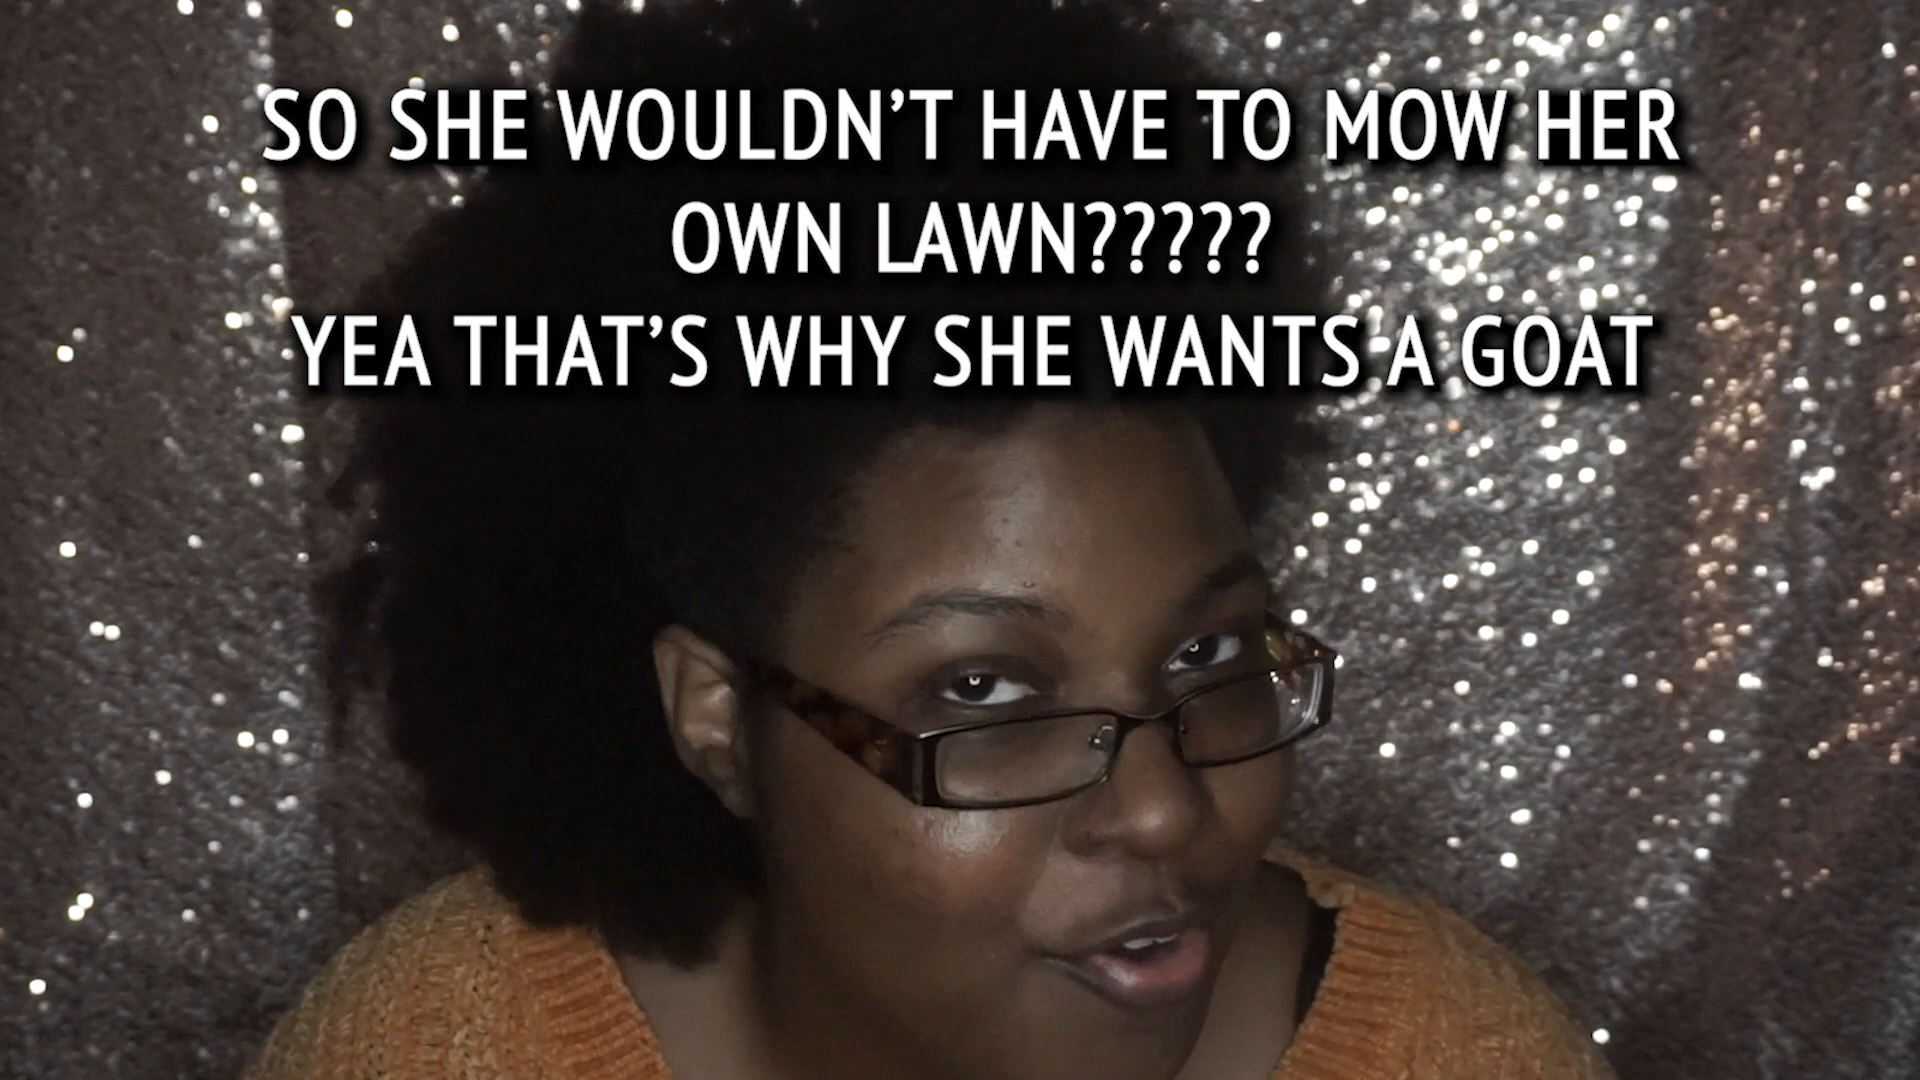 SO SHE WOULDN’T HAVE TO MOW HER
OWN LAWN?????
YEA THAT’S WHY SHE WANTS A GOAT